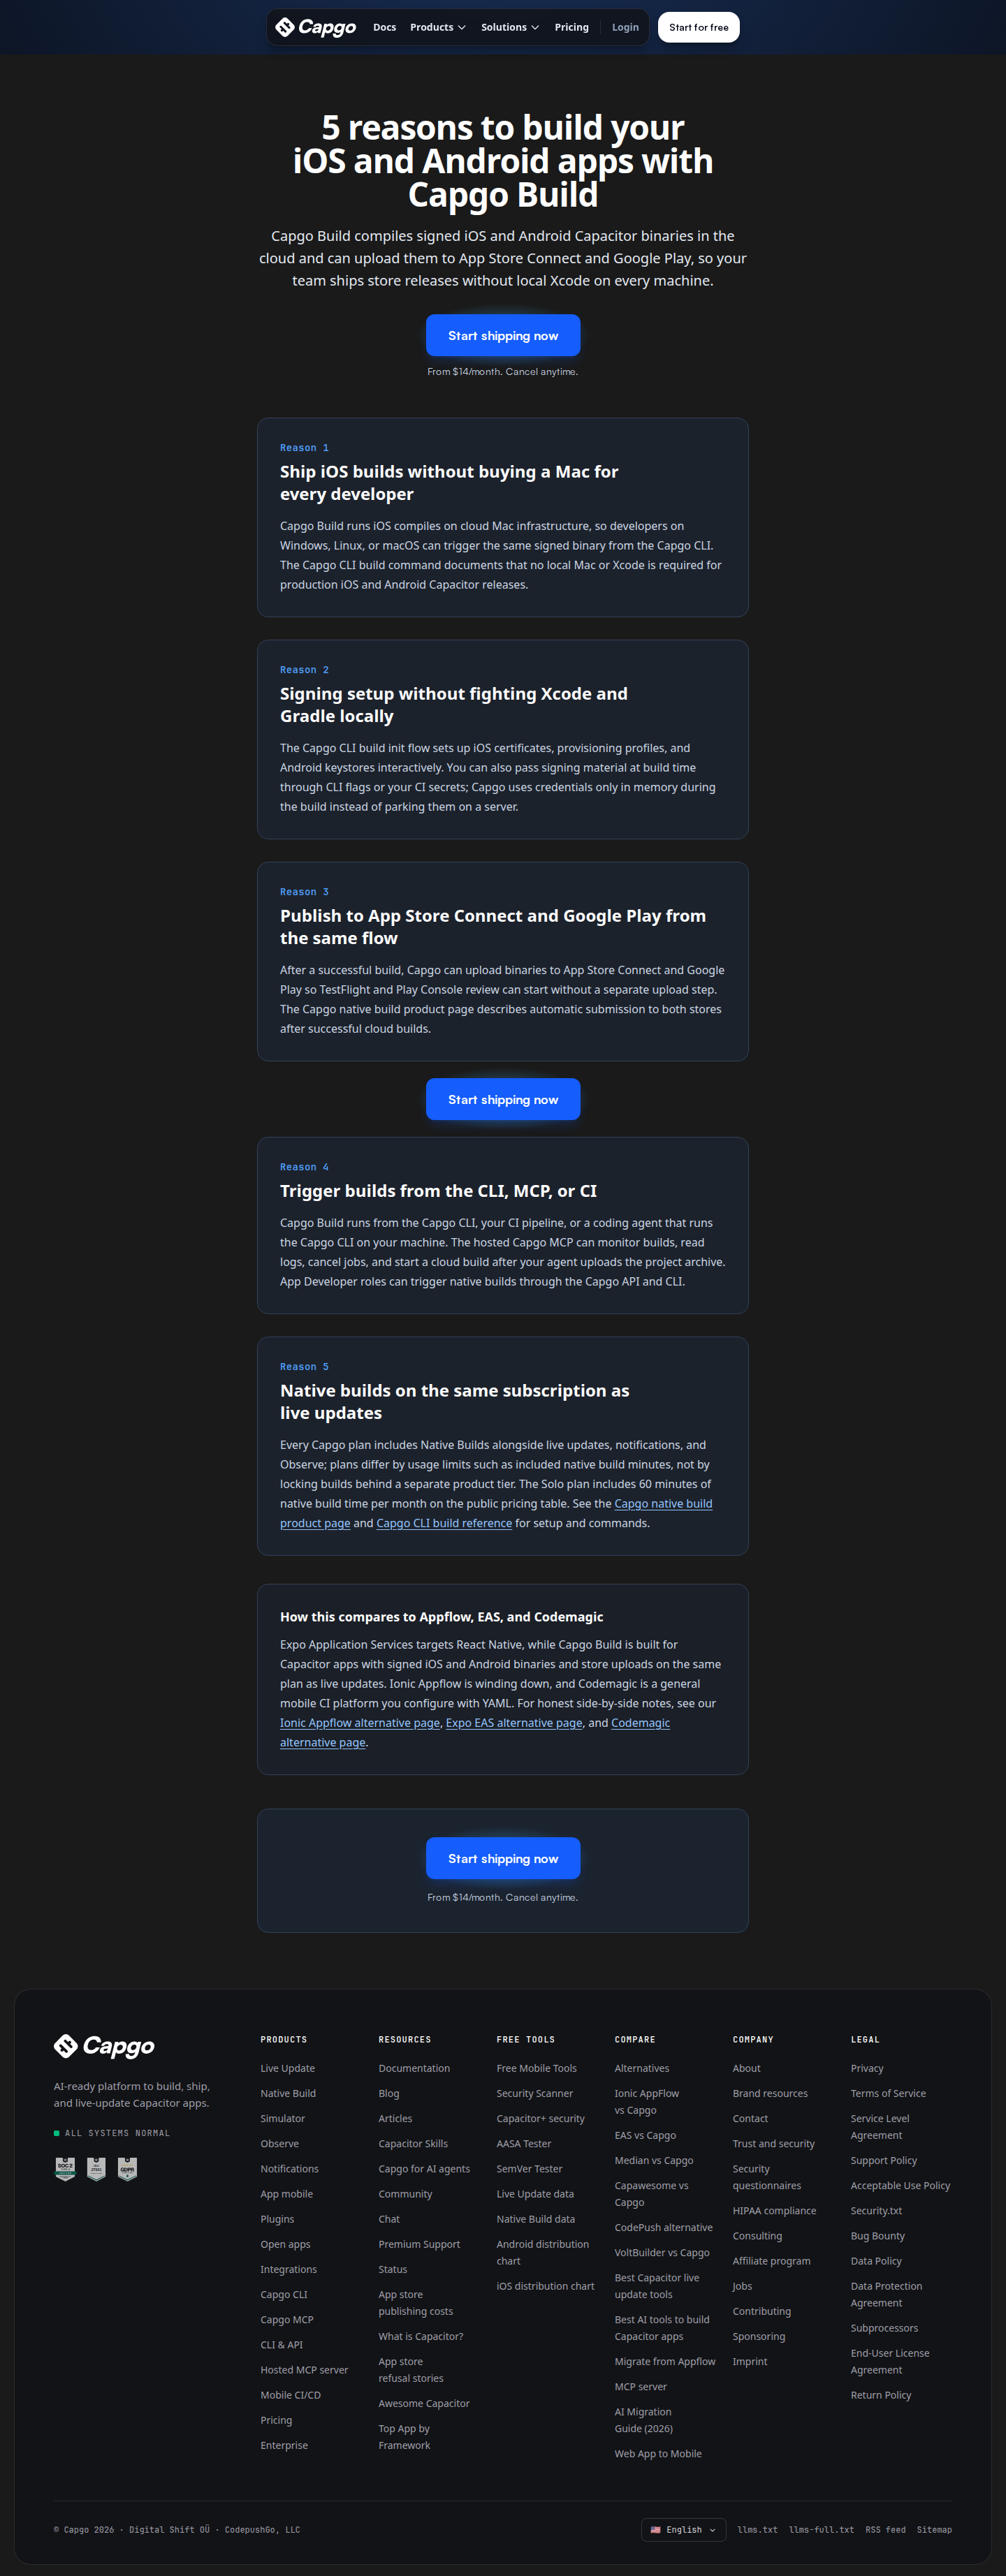 Capgo
Docs
Products
Solutions
Pricing
Login
Start for free
5 reasons to build your
iOS and Android apps with
Capgo Build
Capgo Build compiles signed iOS and Android Capacitor binaries in the
cloud and can upload them to App Store Connect and Google Play, so your
team ships store releases without local Xcode on every machine.
Start shipping now
From $14/month. Cancel anytime.
Reason 1
Ship iOS builds without buying a Mac for
every developer
Capgo Build runs iOS compiles on cloud Mac infrastructure, so developers on
Windows, Linux, or macOS can trigger the same signed binary from the Capgo CLI.
The Capgo CLI build command documents that no local Mac or Xcode is required for
production iOS and Android Capacitor releases.
Reason 2
Signing setup without fighting Xcode and
Gradle locally
The Capgo CLI build init flow sets up iOS certificates, provisioning profiles, and
Android keystores interactively. You can also pass signing material at build time
through CLI flags or your CI secrets; Capgo uses credentials only in memory during
the build instead of parking them on a server.
Reason 3
Publish to App Store Connect and Google Play from
the same flow
After a successful build, Capgo can upload binaries to App Store Connect and Google
Play so TestFlight and Play Console review can start without a separate upload step.
The Capgo native build product page describes automatic submission to both stores
after successful cloud builds.
Start shipping now
Reason 4
Trigger builds from the CLI, MCP, or CI
Capgo Build runs from the Capgo CLI, your CI pipeline, or a coding agent that runs
the Capgo CLI on your machine. The hosted Capgo MCP can monitor builds, read
logs, cancel jobs, and start a cloud build after your agent uploads the project archive.
App Developer roles can trigger native builds through the Capgo API and CLI.
Reason 5
Native builds on the same subscription as
live updates
Every Capgo plan includes Native Builds alongside live updates, notifications, and
Observe; plans differ by usage limits such as included native build minutes, not by
locking builds behind a separate product tier. The Solo plan includes 60 minutes of
native build time per month on the public pricing table. See the Capgo native build
product page and Capgo CLI build reference for setup and commands.
How this compares to Appflow, EAS, and Codemagic
Expo Application Services targets React Native, while Capgo Build is built for
Capacitor apps with signed iOS and Android binaries and store uploads on the same
plan as live updates. Ionic Appflow is winding down, and Codemagic is a general
mobile CI platform you configure with YAML. For honest side-by-side notes, see our
Ionic Appflow alternative page, Expo EAS alternative page, and Codemagic
alternative page.
Start shipping now
From $14/month. Cancel anytime.
Capgo
AI-ready platform to build, ship,
and live-update Capacitor apps.
ALL SYSTEMS NORMAL
PRODUCTS
Live Update
Native Build
Simulator
Observe
Notifications
App mobile
Plugins
Open apps
Integrations
Capgo CLI
Capgo MCP
CLI & API
Hosted MCP server
Mobile CI/CD
Pricing
Enterprise
RESOURCES
Documentation
Blog
Articles
Capacitor Skills
Capgo for AI agents
Community
Chat
Premium Support
Status
App store
publishing costs
What is Capacitor?
App store
refusal stories
Awesome Capacitor
Top App by
Framework
FREE TOOLS
Free Mobile Tools
Security Scanner
Capacitor+ security
AASA Tester
SemVer Tester
Live Update data
Native Build data
Android distribution
chart
iOS distribution chart
COMPARE
Alternatives
Ionic AppFlow
vs Capgo
EAS vs Capgo
Median vs Capgo
Capawesome vs
Capgo
CodePush alternative
VoltBuilder vs Capgo
Best Capacitor live
update tools
Best AI tools to build
Capacitor apps
Migrate from Appflow
MCP server
AI Migration
Guide (2026)
Web App to Mobile
COMPANY
About
Brand resources
Contact
Trust and security
Security
questionnaires
HIPAA compliance
Consulting
Affiliate program
Jobs
Contributing
Sponsoring
Imprint
LEGAL
Privacy
Terms of Service
Service Level
Agreement
Support Policy
Acceptable Use Policy
Security.txt
Bug Bounty
Data Policy
Data Protection
Agreement
Subprocessors
End-User License
Agreement
Return Policy
© Capgo 2026 · Digital Shift OÜ · CodepushGo, LLC
English
llms.txt
llms-full.txt
RSS feed
Sitemap